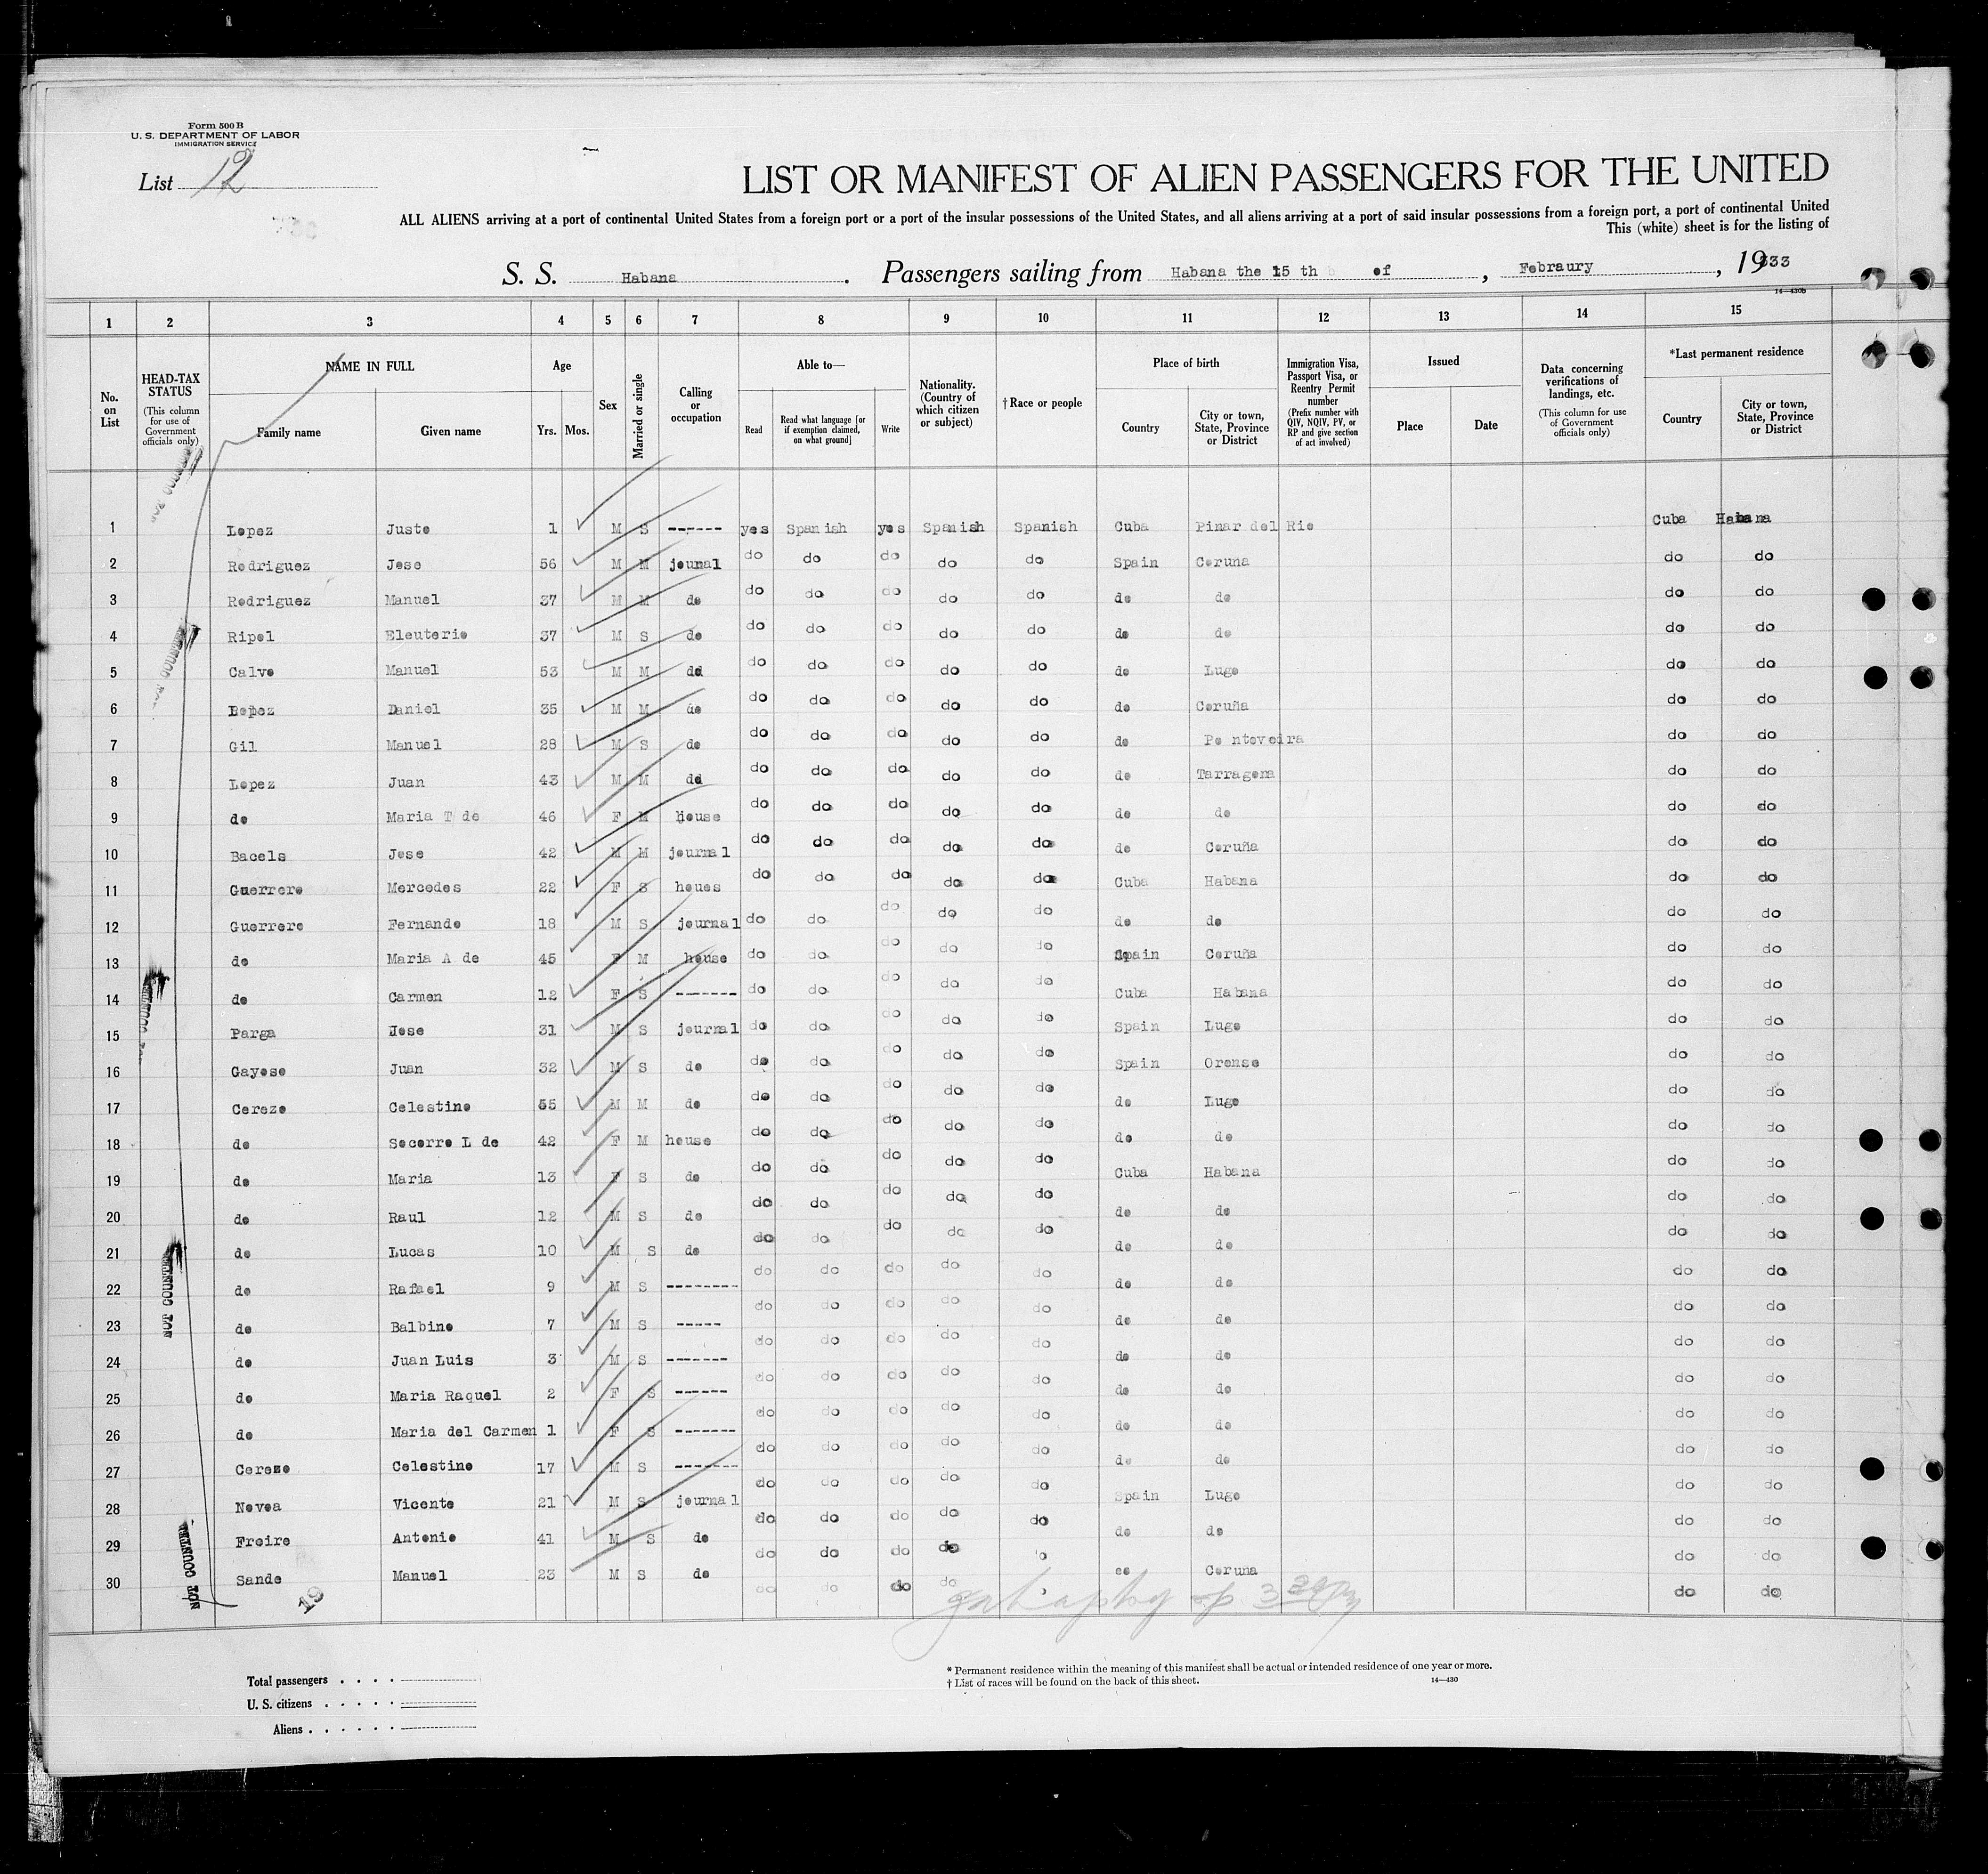 Form 500 B
U. S. DEPARTMENT OF LABOR
IMMIGRATION SERVICE
List 12
LIST OR MANIFEST OF ALIEN PASSENGERS FOR THE UNITED
ALL ALIENS arriving at a port of continental United States from a foreign port or a port of the insular possessions of the United States, and all aliens arriving at a port of said insular possessions from a foreign port, a port of continental United
This (white) sheet is for the listing of
S. S. Habana. Passengers sailing from Habana the 15 th of, Febraury, 1933
14—430b
1 2 3 4 5 6 7 8 9 10 11 12 13 14 15
No. on List
HEAD-TAX STATUS (This column for use of Government officials only)
NAME IN FULL Family name Given name
Age Yrs. Mos.
Sex
Married or single
Calling or occupation
Able to— Read Read what language [or if exemption claimed, on what ground] Write
Nationality. (Country of which citizen or subject)
†Race or people
Place of birth Country City or town, State, Province or District
Immigration Visa, Passport Visa, or Reentry Permit number (Prefix number with QIV, NQIV, PV, or RP and give section of act involved)
Issued Place Date
Data concerning verifications of landings, etc. (This column for use of Government officials only)
*Last permanent residence Country City or town, State, Province or District
1 Lopez Juste 1 M S ------ yes Spanish yes Spanish Spanish Cuba Pinar del Rio Cuba Habana
2 Rodriguez Jose 56 M M jounal do do do do do Spain Coruna do do
3 Rodriguez Manuel 37 M M do do do do do do do do do do
4 Ripol Eleuterio 37 M S do do do do do do do do do do
5 Calvo Manuel 53 M M dd do do do do do do Lugo do do
6 Lopez Daniel 35 M M do do do do do do do Coruña do do
7 Gil Manuel 28 M S do do do do do do do Po ntovedra do do
8 Lopez Juan 43 M M dd do do do do do do Tarragona do do
9 do Maria T de 46 F M house do do do do do do do do do
10 Bacels Jose 42 M M journal do do do do do do Coruña do do
11 Guerrero Mercedes 22 F S houes do do do do do Cuba Habana do do
12 Guerrero Fernando 18 M S journal do do do do do do do do do
13 do Maria A de 45 F M house do do do do do Spain Coruña do do
14 do Carmen 12 F S ------- do do do do do Cuba Habana do do
15 Parga Jose 31 M S journal do do do do do Spain Lugo do do
16 Gayoso Juan 32 M S do do do do do do Spain Orense do do
17 Cerezo Celestino 55 M M do do do do do do do Lugo do do
18 do Socorro L de 42 F M house do do do do do do do do do
19 do Maria 13 F S do do do do do do Cuba Habana do do
20 do Raul 12 M S do do do do do do do do do do
21 do Lucas 10 M S do do do do do do do do do do
22 do Rafael 9 M S -------- do do do do do do do do do
23 do Balbino 7 M S ----- do do do do do do do do do
24 do Juan Luis 3 M S ------- do do do do do do do do do
25 do Maria Raquel 2 F S ------ do do do do do do do do do
26 do Maria del Carmen 1 F S ------- do do do do do do do do do
27 Cerezo Celestino 17 M S ------- do do do do do do do do do
28 Novoa Vicente 21 M S journal do do do do do Spain Lugo do do
29 Freire Antonio 41 M S do do do do do do do do do do
30 Sande Manuel 23 M S do do do do do Coruna do do
NOT COUNTED
NOT COUNTED
19
Total passengers
U. S. citizens
Aliens
* Permanent residence within the meaning of this manifest shall be actual or intended residence of one year or more.
† List of races will be found on the back of this sheet.
14—430